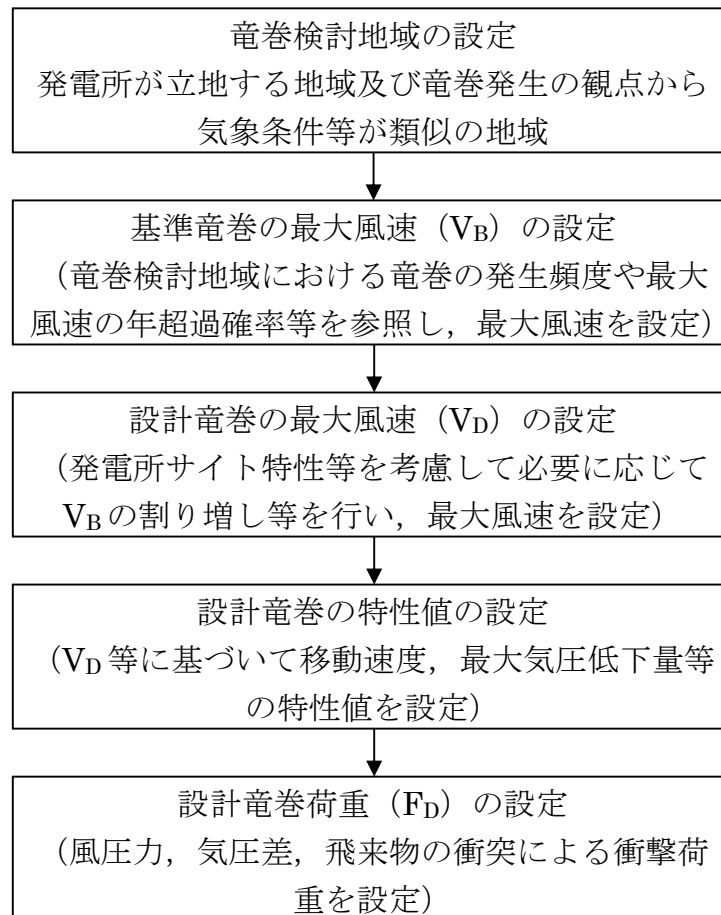 竜巻検討地域の設定
発電所が立地する地域及び竜巻発生の観点から
気象条件等が類似の地域
基準竜巻の最大風速（VB）の設定
（竜巻検討地域における竜巻の発生頻度や最大
風速の年超過確率等を参照し，最大風速を設定）
設計竜巻の最大風速（VD）の設定
（発電所サイト特性等を考慮して必要に応じて
VBの割り増し等を行い，最大風速を設定）
設計竜巻の特性値の設定
（VD等に基づいて移動速度，最大気圧低下量等
の特性値を設定）
設計竜巻荷重（FD）の設定
（風圧力，気圧差，飛来物の衝突による衝撃荷
重を設定）